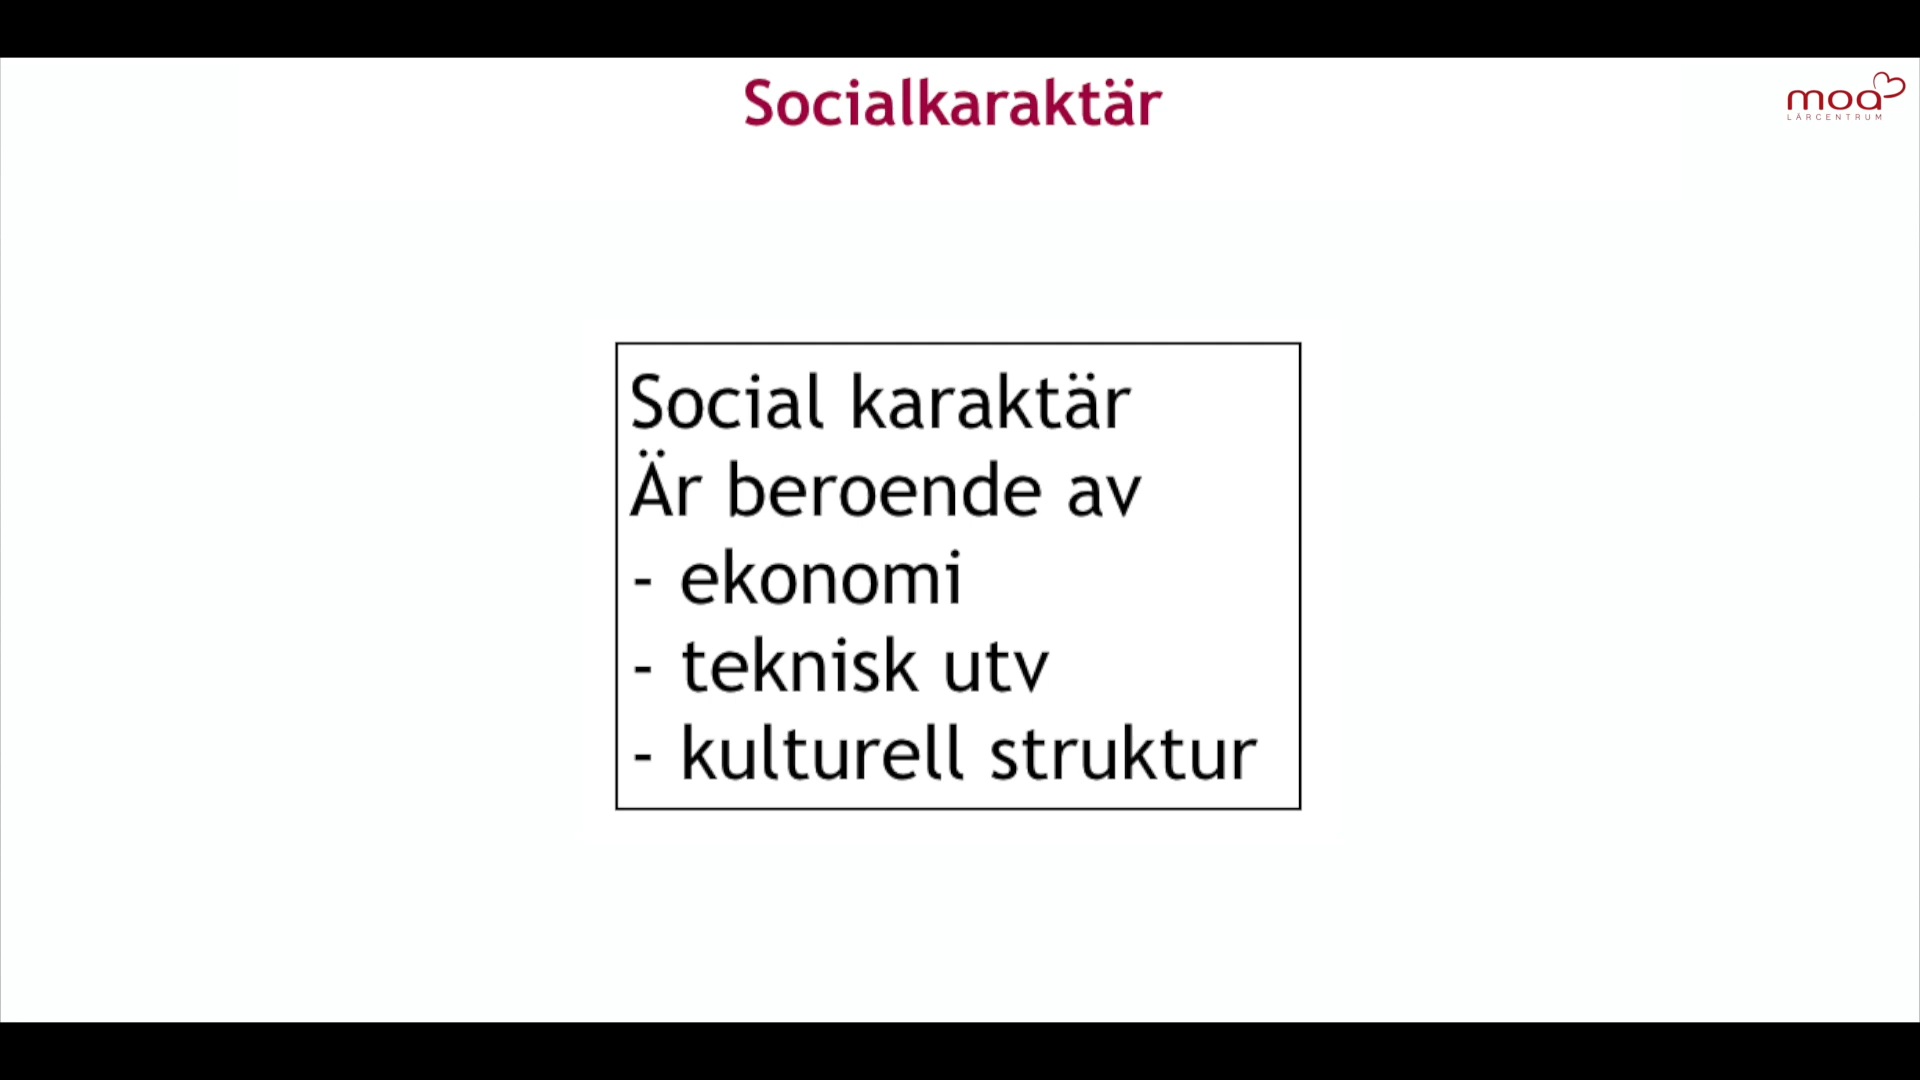 Socialkaraktär
moa
LÄRCENTRUM
Social karaktär
Är beroende av
- ekonomi
- teknisk utv
- kulturell struktur